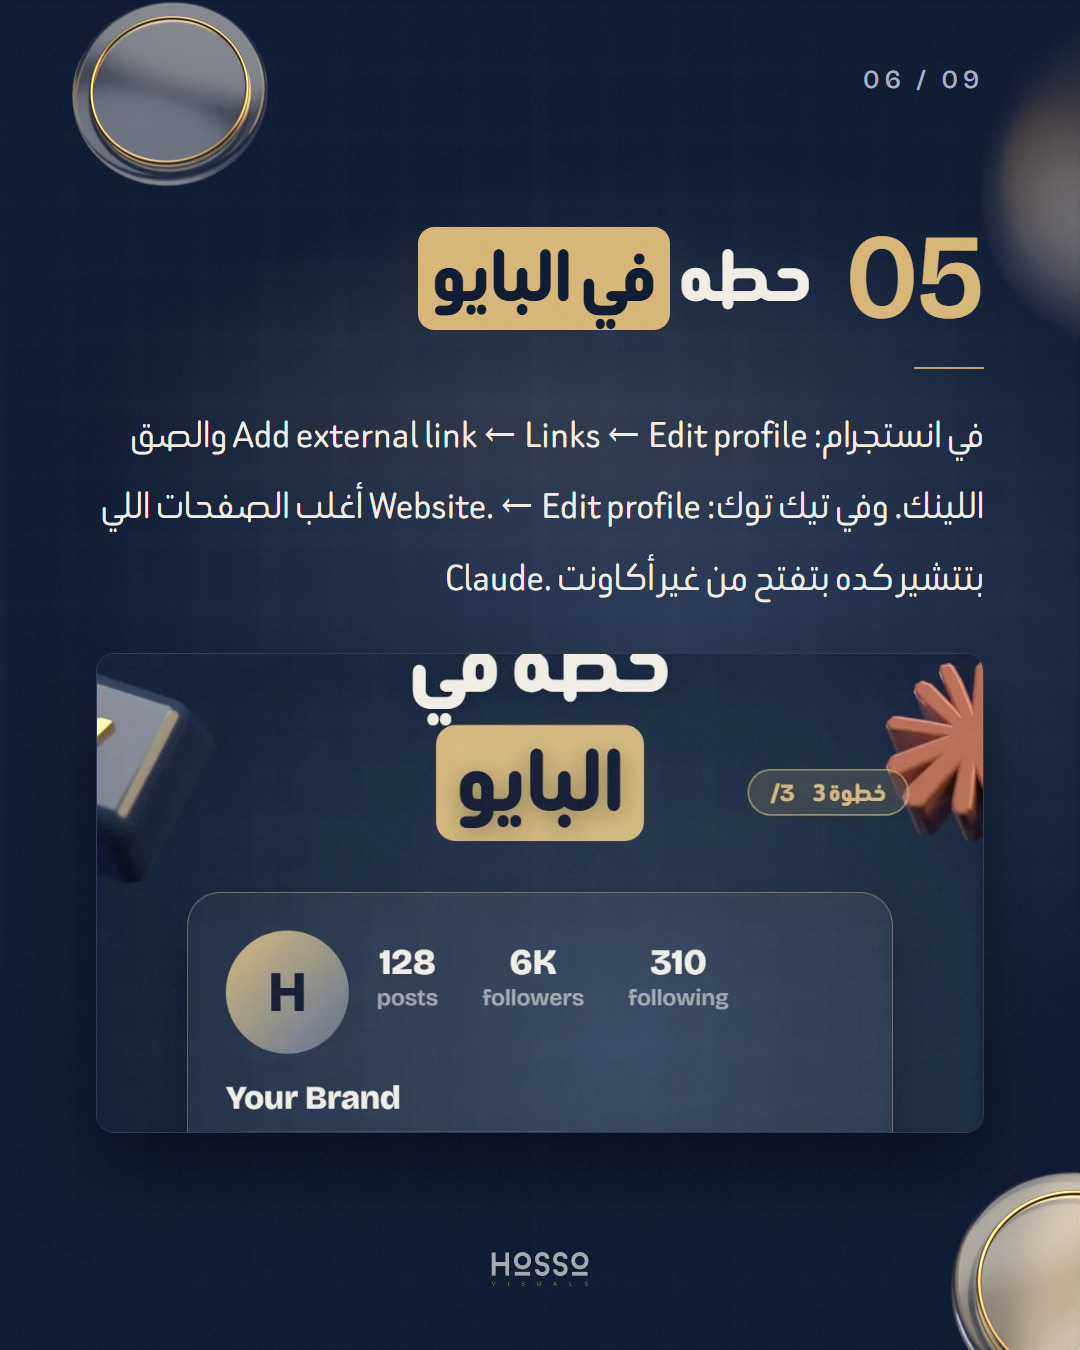 06 / 09
05 حطه في البايو
في انستجرام: Edit profile ← Links ← Add external link والصق
اللينك. وفي تيك توك: Edit profile ← Website. أغلب الصفحات اللي
بتتشير كده بتفتح من غير أكاونت Claude.
حطه في
البايو
خطوة 3 /3
H
128 6K 310
posts followers following
Your Brand
HOSSO
VISUALS